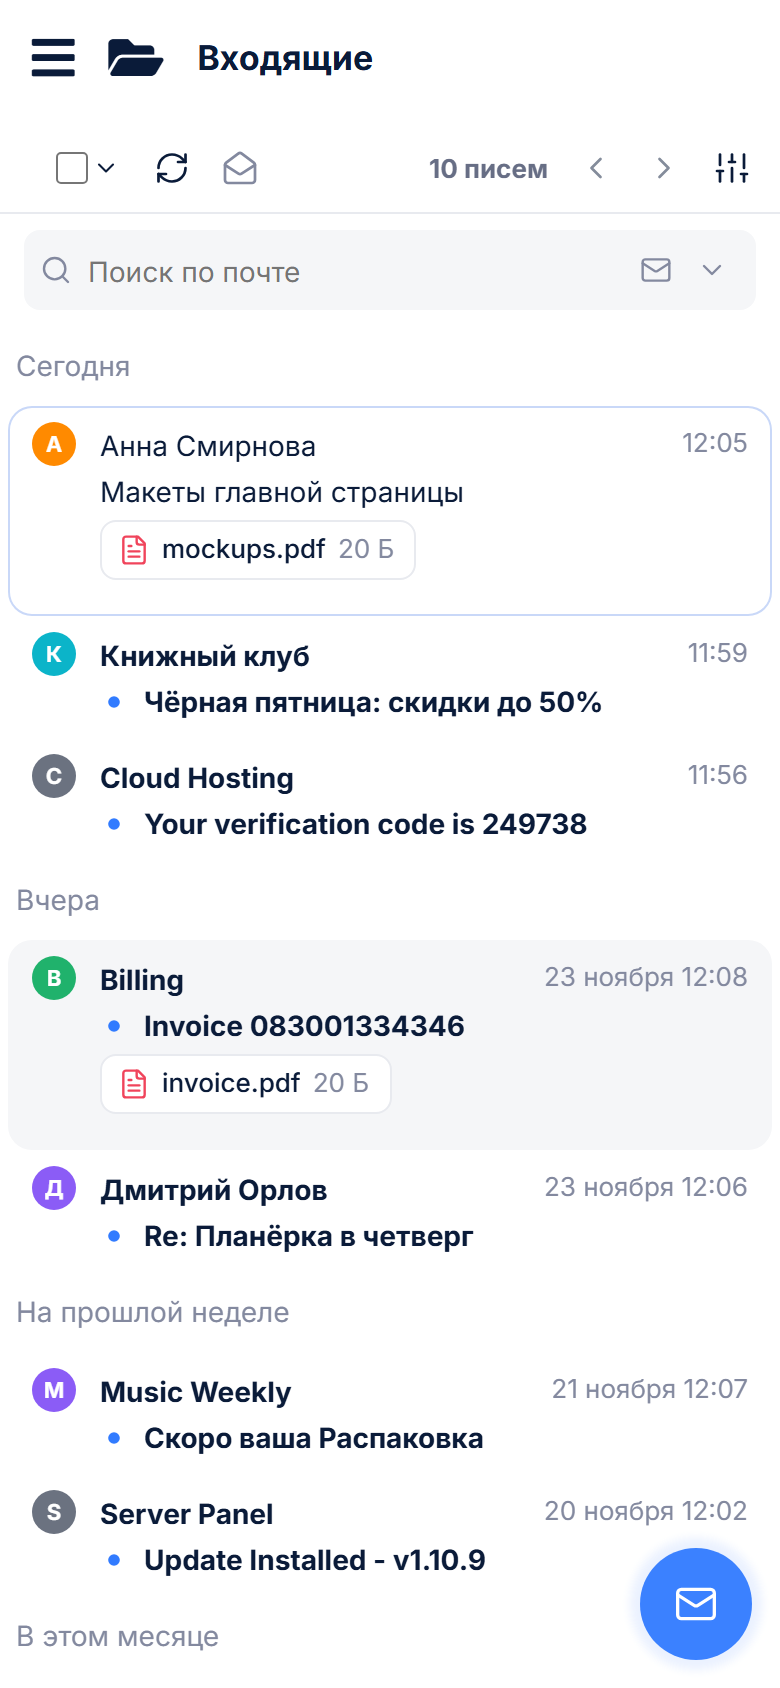 Входящие
10 писем
Поиск по почте
Сегодня
А
Анна Смирнова
12:05
Макеты главной страницы
mockups.pdf 20 Б
К
Книжный клуб
11:59
Чёрная пятница: скидки до 50%
C
Cloud Hosting
11:56
Your verification code is 249738
Вчера
B
Billing
23 ноября 12:08
Invoice 083001334346
invoice.pdf 20 Б
Д
Дмитрий Орлов
23 ноября 12:06
Re: Планёрка в четверг
На прошлой неделе
M
Music Weekly
21 ноября 12:07
Скоро ваша Распаковка
S
Server Panel
20 ноября 12:02
Update Installed - v1.10.9
В этом месяце